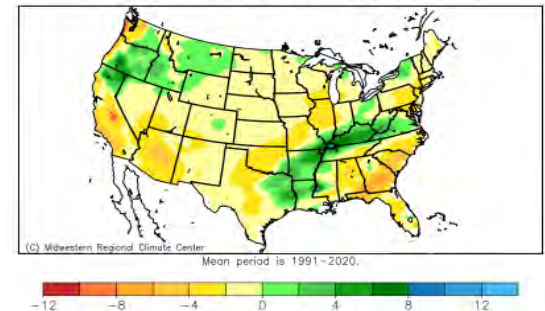 (C) Midwestern Regional Climate Center
Mean period is 1991-2020.
-12 -8 -4 0 4 8 12